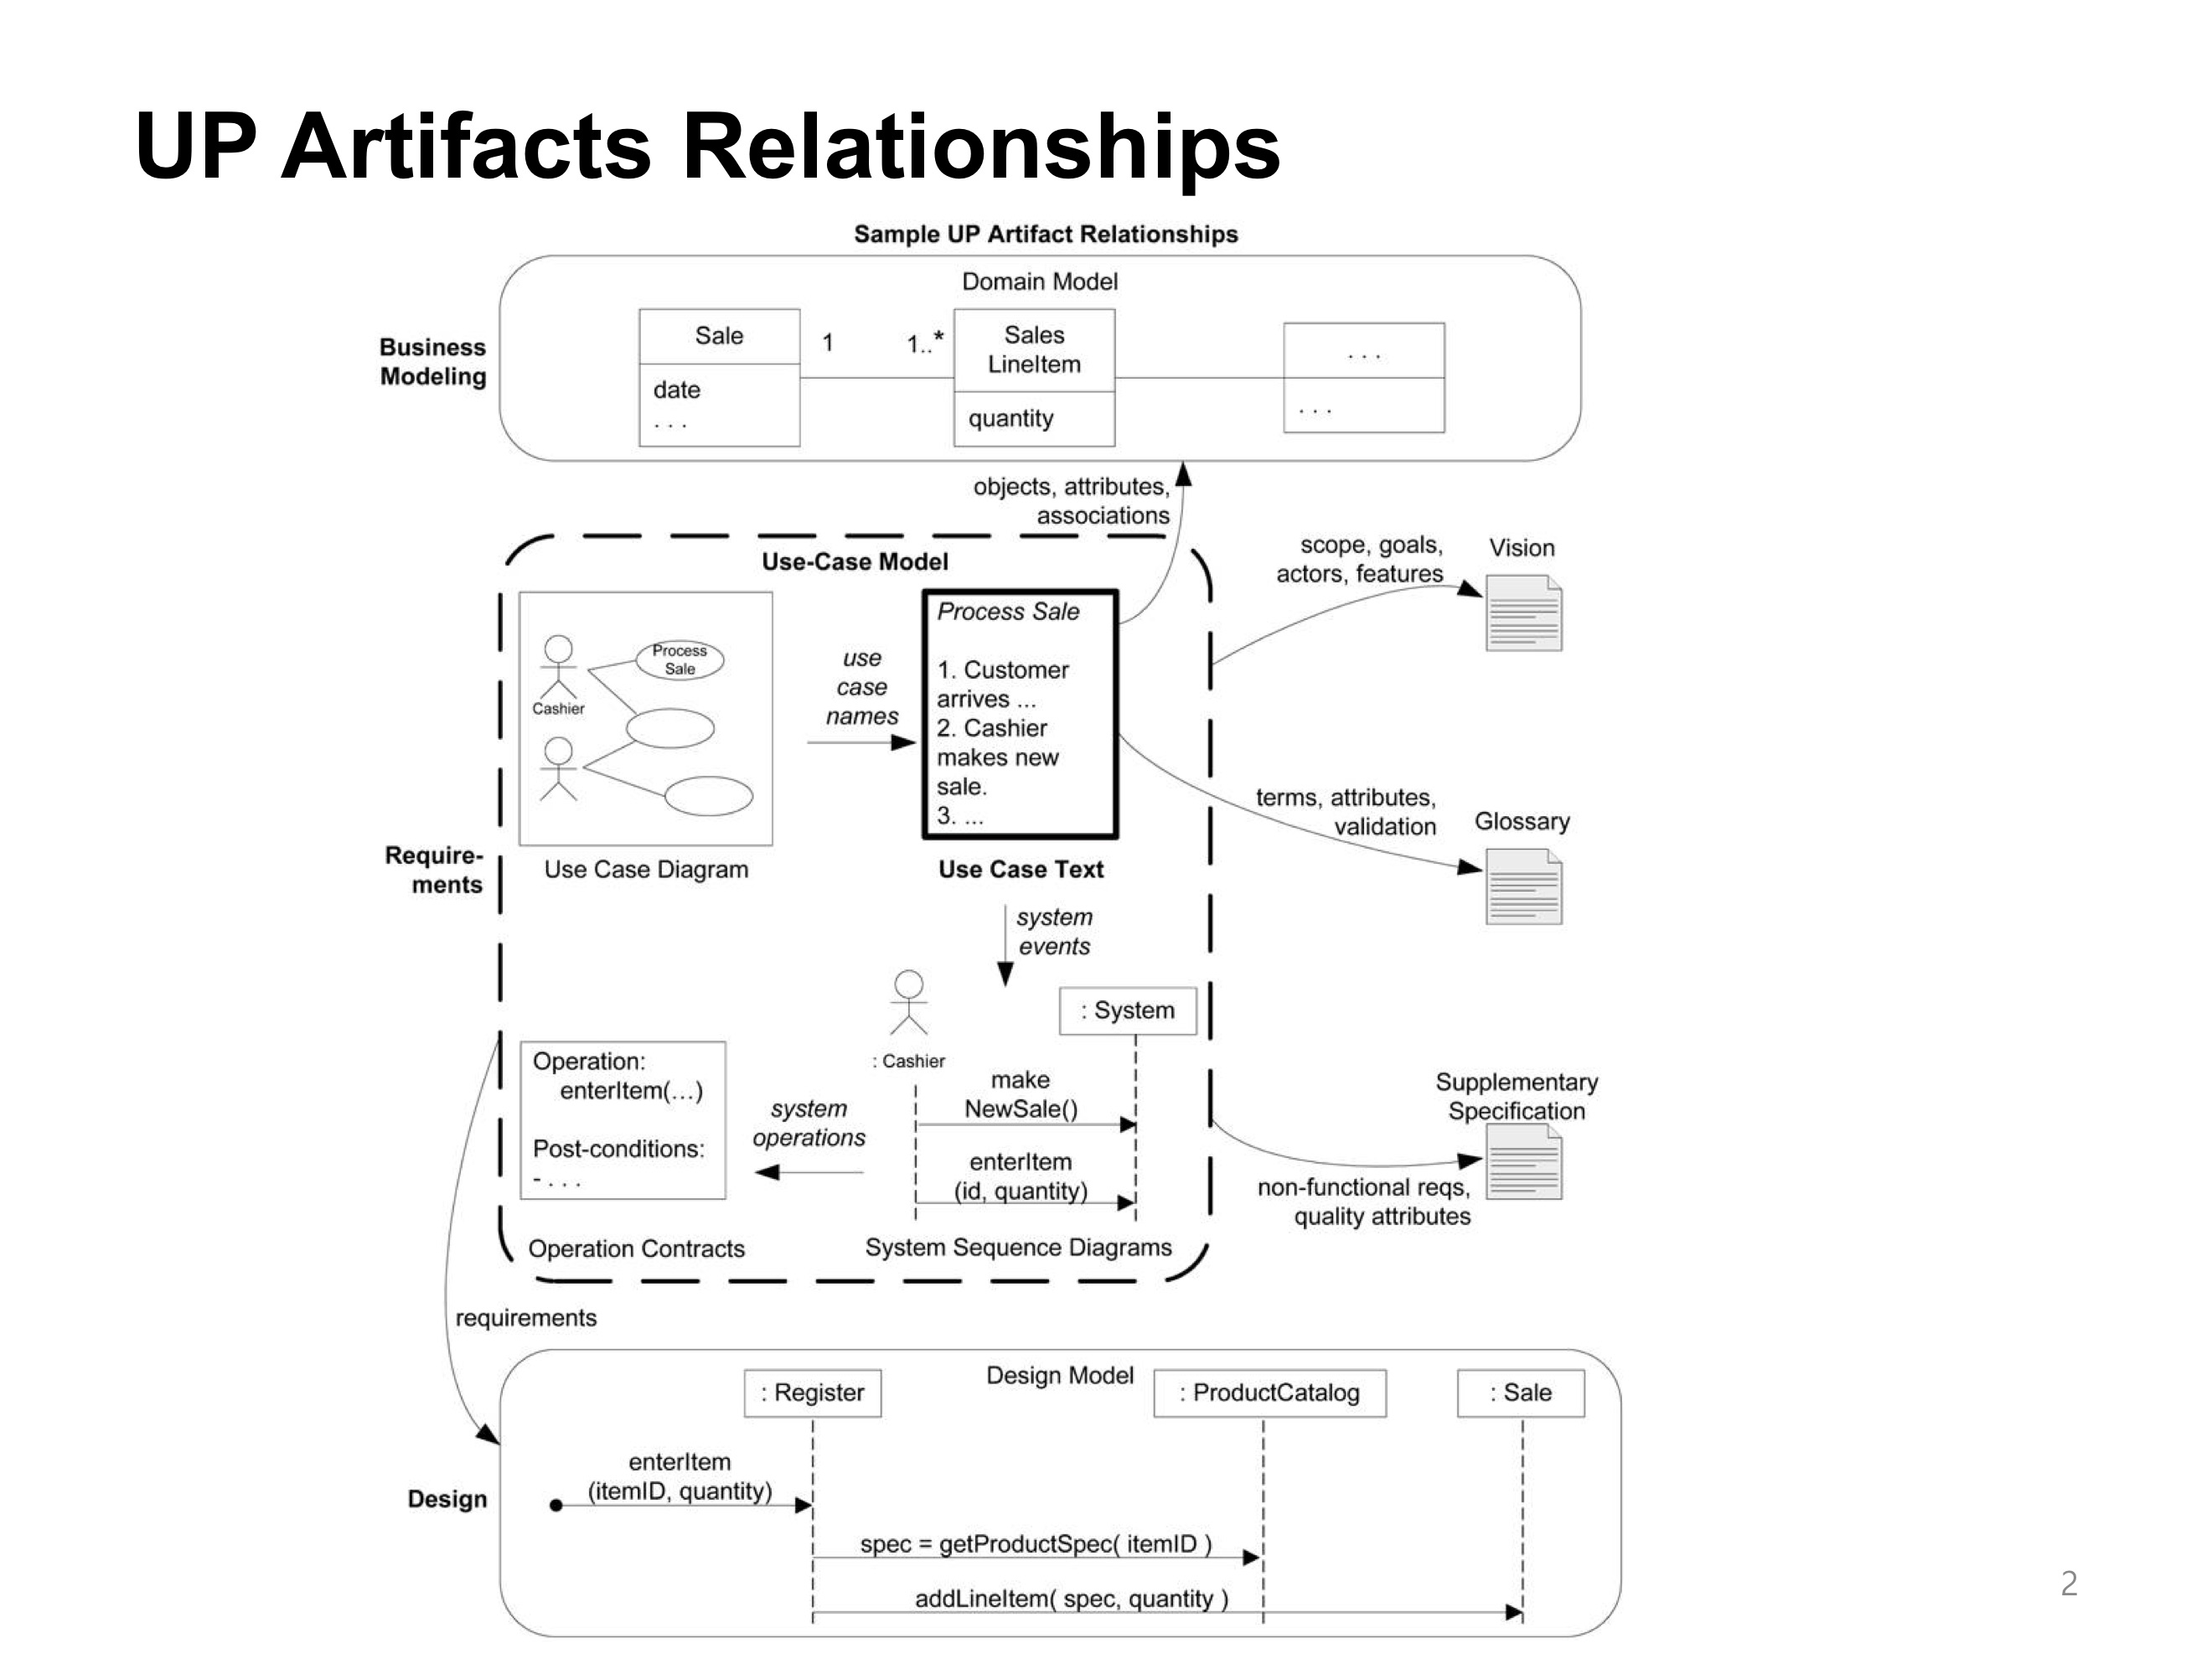 UP Artifacts Relationships
Sample UP Artifact Relationships
Domain Model
Business
Modeling
Sale
date
. . .
1
1..*
Sales
LineItem
quantity
. . .
. . .
objects, attributes,
associations
Use-Case Model
Require-
ments
Process
Sale
Cashier
Use Case Diagram
use
case
names
Process Sale
1. Customer
arrives ...
2. Cashier
makes new
sale.
3. ...
Use Case Text
scope, goals,
actors, features
Vision
terms, attributes,
validation
Glossary
system
events
: Cashier
: System
make
NewSale()
enterItem
(id, quantity)
System Sequence Diagrams
system
operations
Operation:
enterItem(...)
Post-conditions:
- . . .
Operation Contracts
Supplementary
Specification
non-functional reqs,
quality attributes
requirements
Design
Design Model
: Register
: ProductCatalog
: Sale
enterItem
(itemID, quantity)
spec = getProductSpec( itemID )
addLineItem( spec, quantity )
2